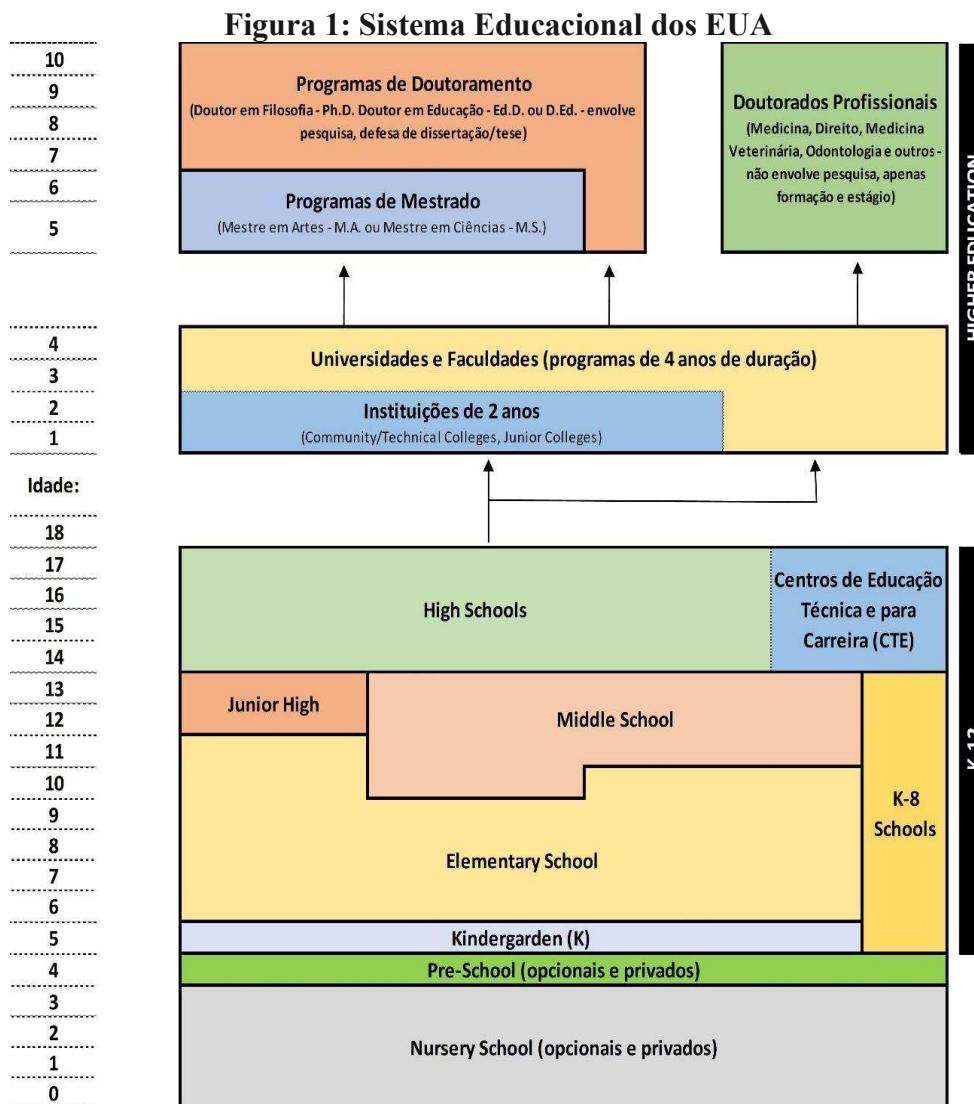 Figura 1: Sistema Educacional dos EUA
10
9
8
7
6
5
Programas de Doutoramento
(Doutor em Filosofia - Ph.D. Doutor em Educação - Ed.D. ou D.Ed. - envolve
pesquisa, defesa de dissertação/tese)
Programas de Mestrado
(Mestre em Artes - M.A. ou Mestre em Ciências - M.S.)
Doutorados Profissionais
(Medicina, Direito, Medicina
Veterinária, Odontologia e outros -
não envolve pesquisa, apenas
formação e estágio)
HIGHER EDUCATION
4
3
2
1
Universidades e Faculdades (programas de 4 anos de duração)
Instituições de 2 anos
(Community/Technical Colleges, Junior Colleges)
Idade:
18
17
16
15
14
High Schools
Centros de Educação
Técnica e para
Carreira (CTE)
13
12
11
10
9
8
7
6
5
4
3
2
1
0
Junior High
Middle School
K-8
Schools
Elementary School
Kindergarden (K)
Pre-School (opcionais e privados)
Nursery School (opcionais e privados)
K-12